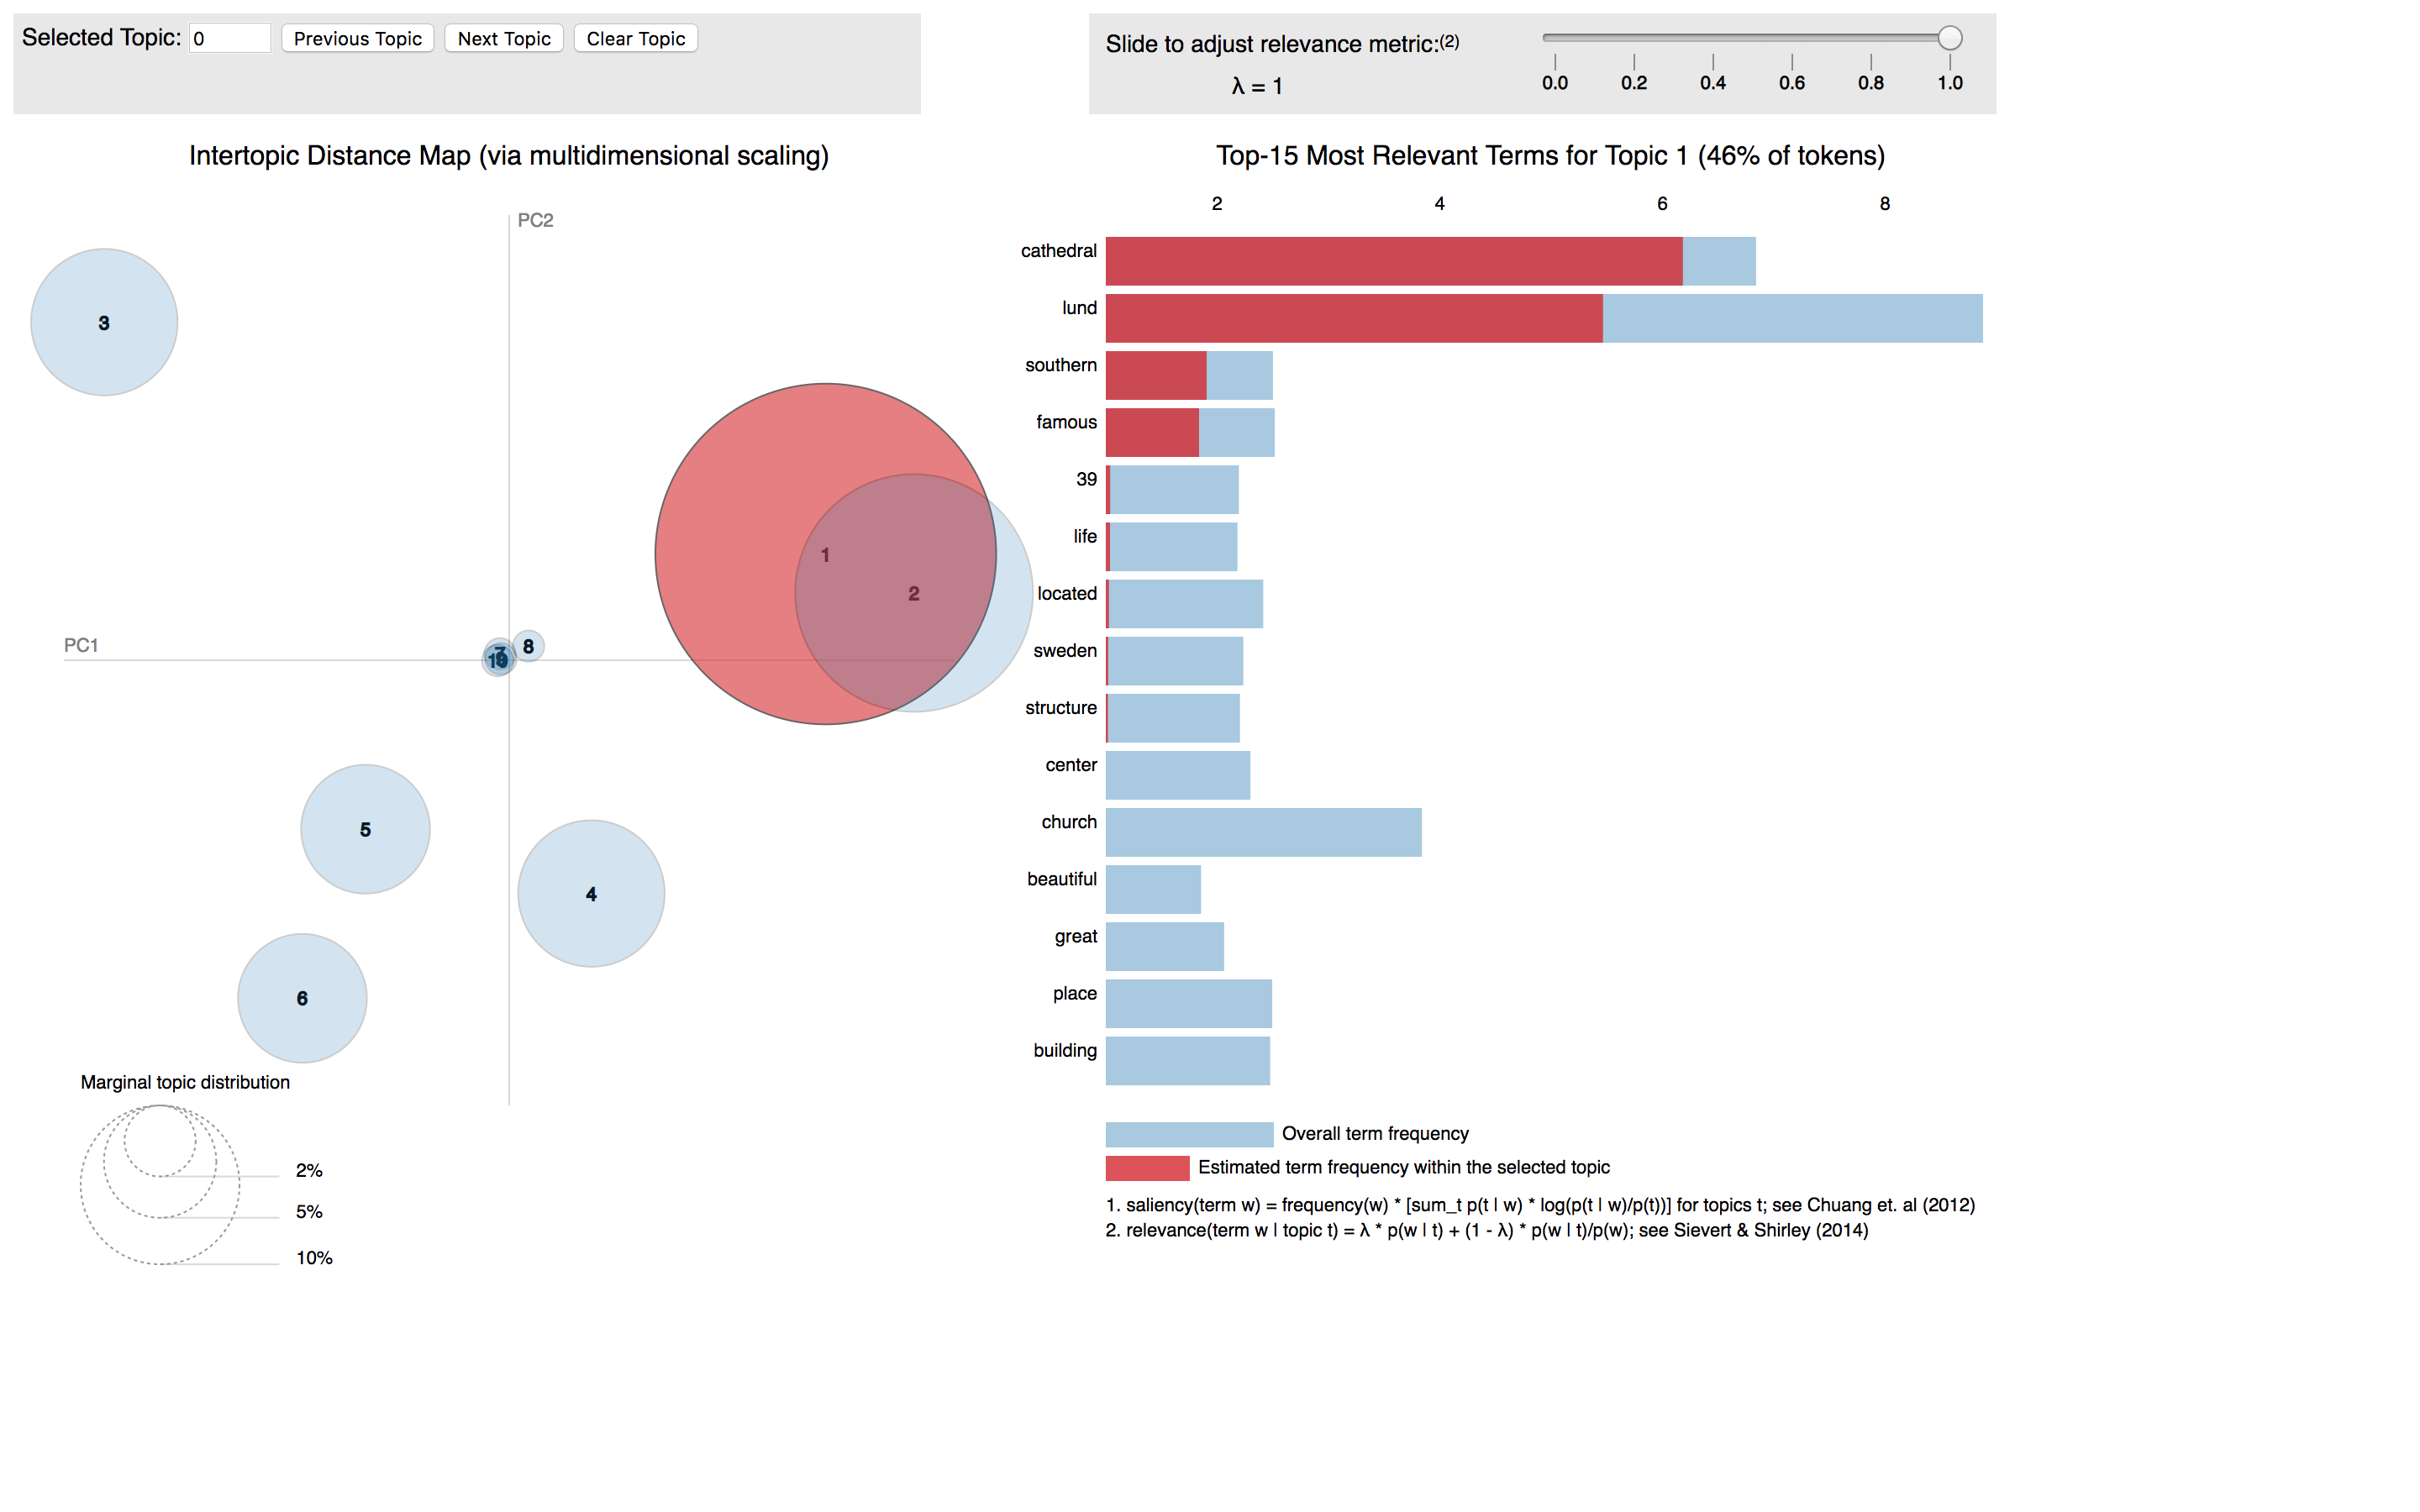 Selected Topic: 0 Previous Topic Next Topic Clear Topic
Slide to adjust relevance metric:(2)
λ = 1
0.0 0.2 0.4 0.6 0.8 1.0
Intertopic Distance Map (via multidimensional scaling)
PC2
PC1
3
1
2
8
5
4
6
Marginal topic distribution
2%
5%
10%
Top-15 Most Relevant Terms for Topic 1 (46% of tokens)
2 4 6 8
cathedral
lund
southern
famous
39
life
located
sweden
structure
center
church
beautiful
great
place
building
Overall term frequency
Estimated term frequency within the selected topic
1. saliency(term w) = frequency(w) * [sum_t p(t | w) * log(p(t | w)/p(t))] for topics t; see Chuang et. al (2012)
2. relevance(term w | topic t) = λ * p(w | t) + (1 - λ) * p(w | t)/p(w); see Sievert & Shirley (2014)